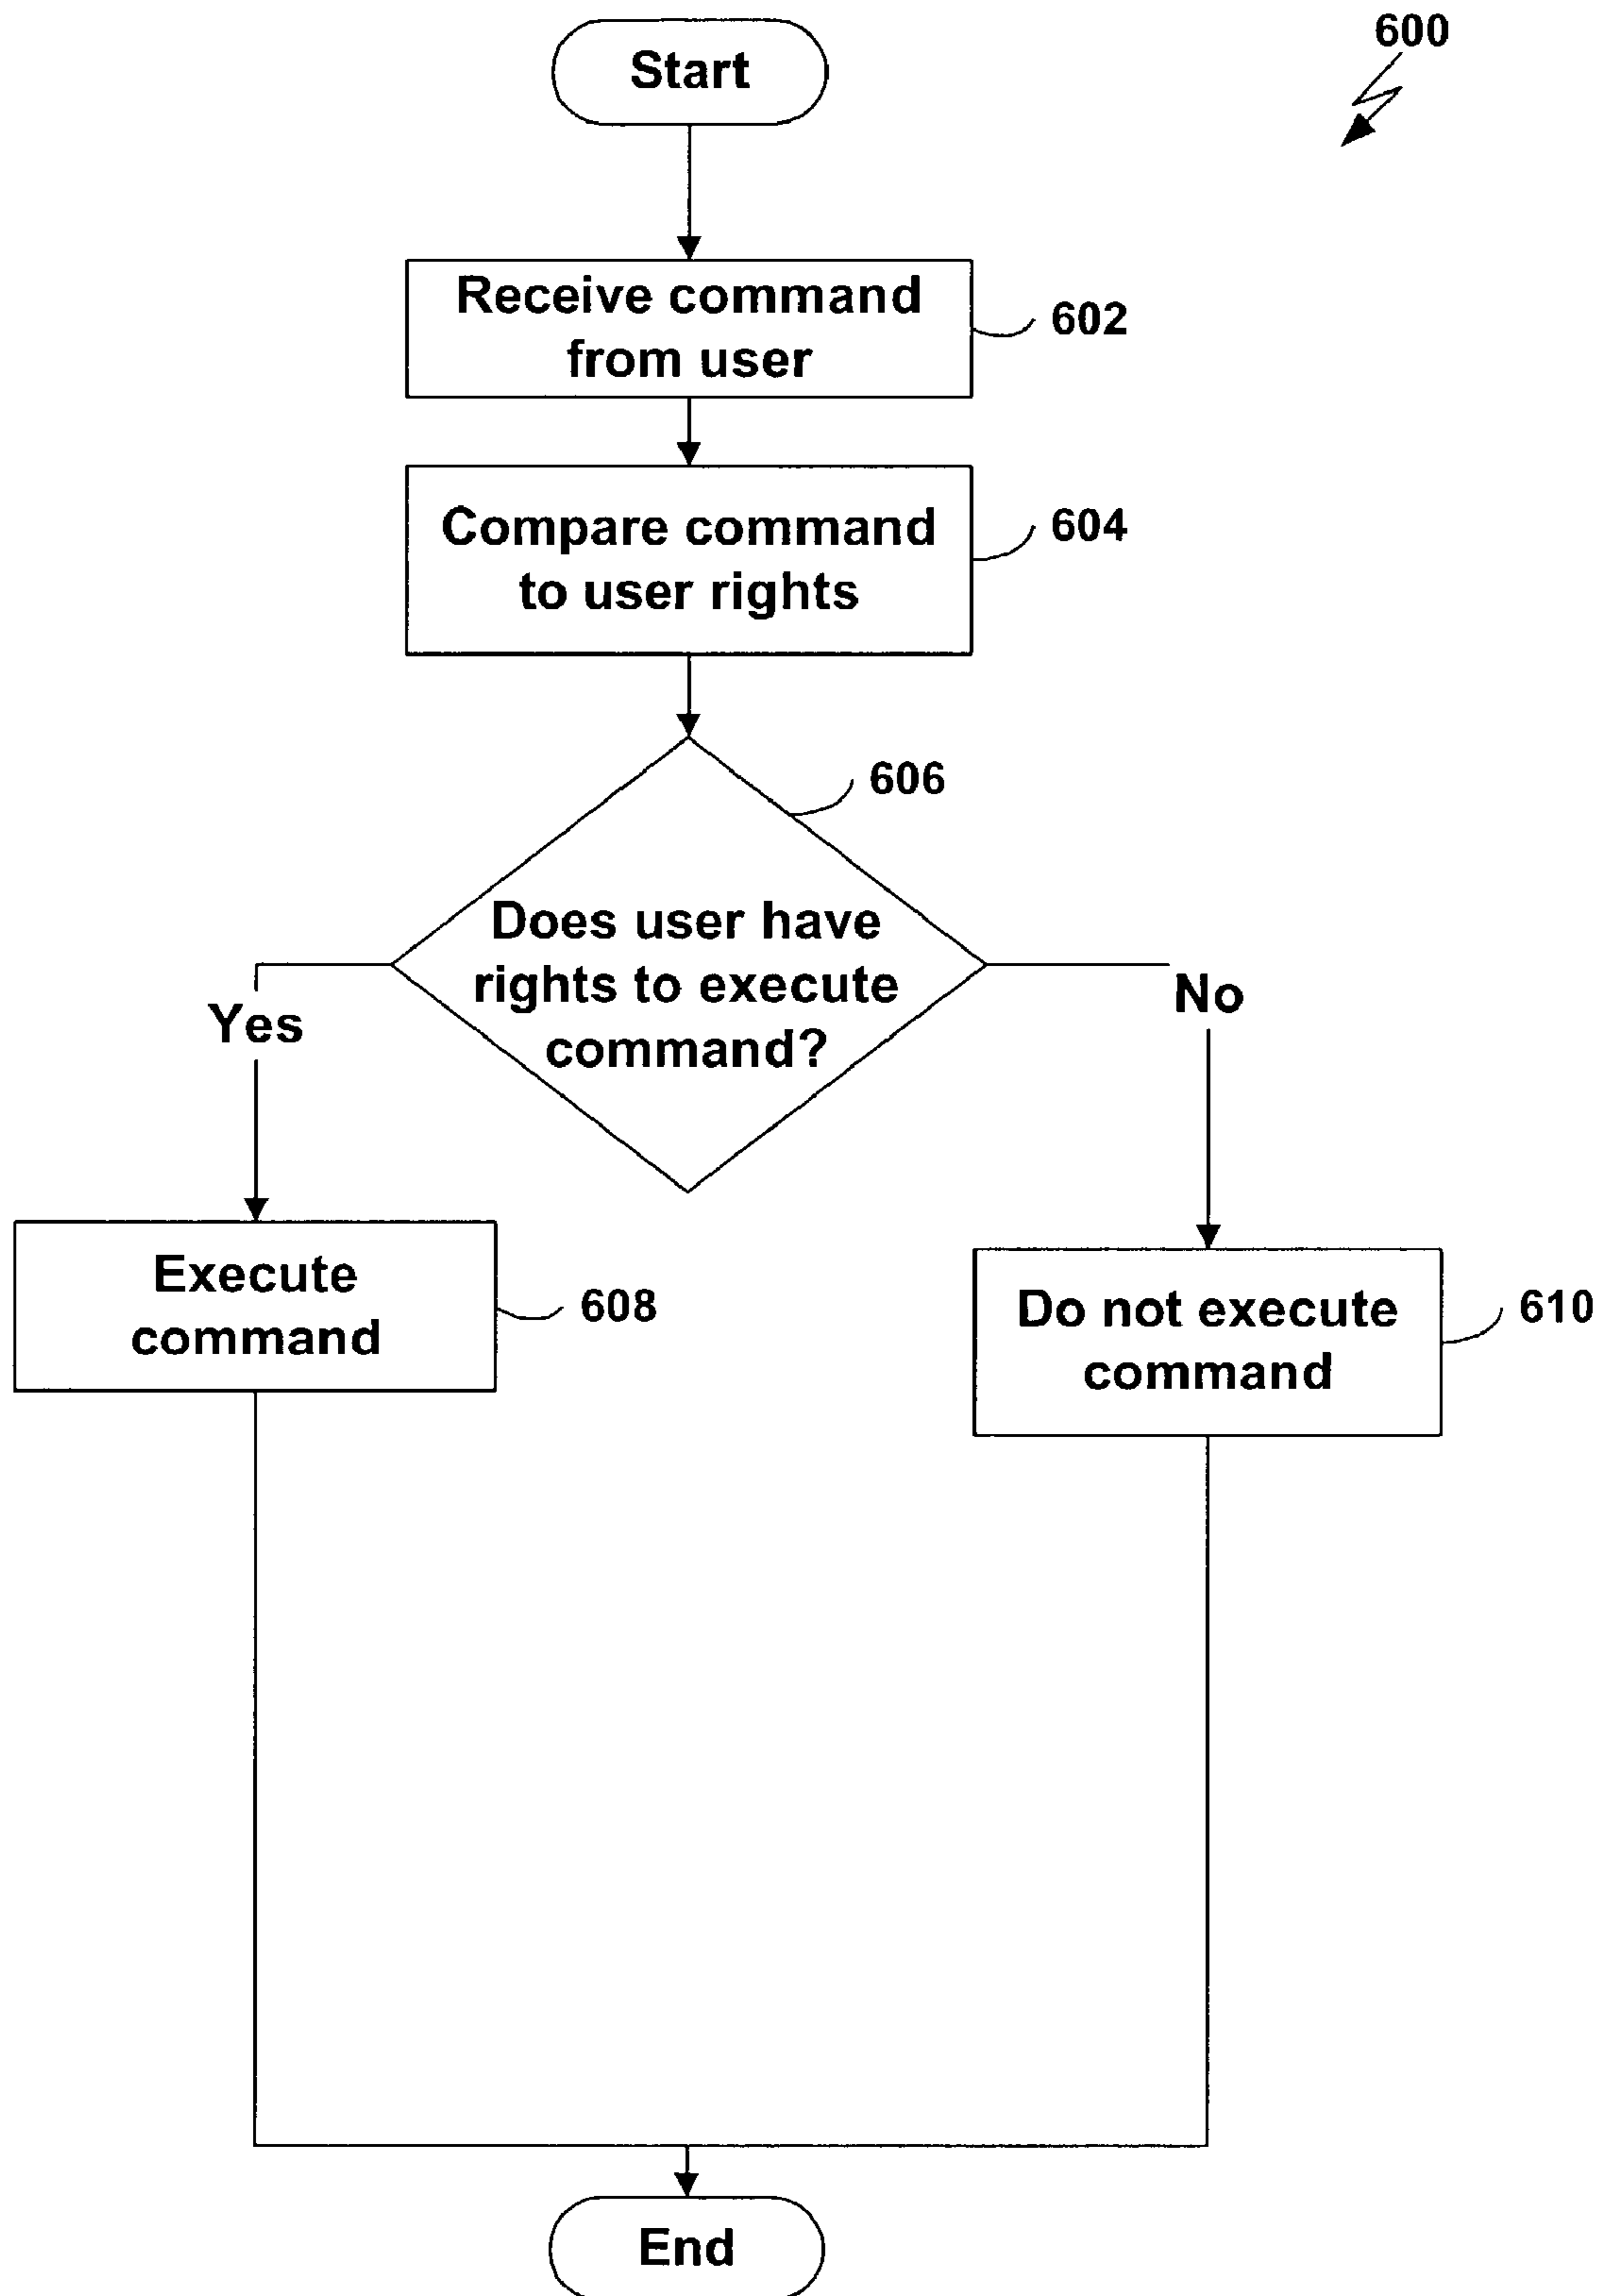 Start
600
Receive command
from user
602
Compare command
to user rights
604
606
Does user have
rights to execute
command?
Yes
No
Execute
command
608
Do not execute
command
610
End